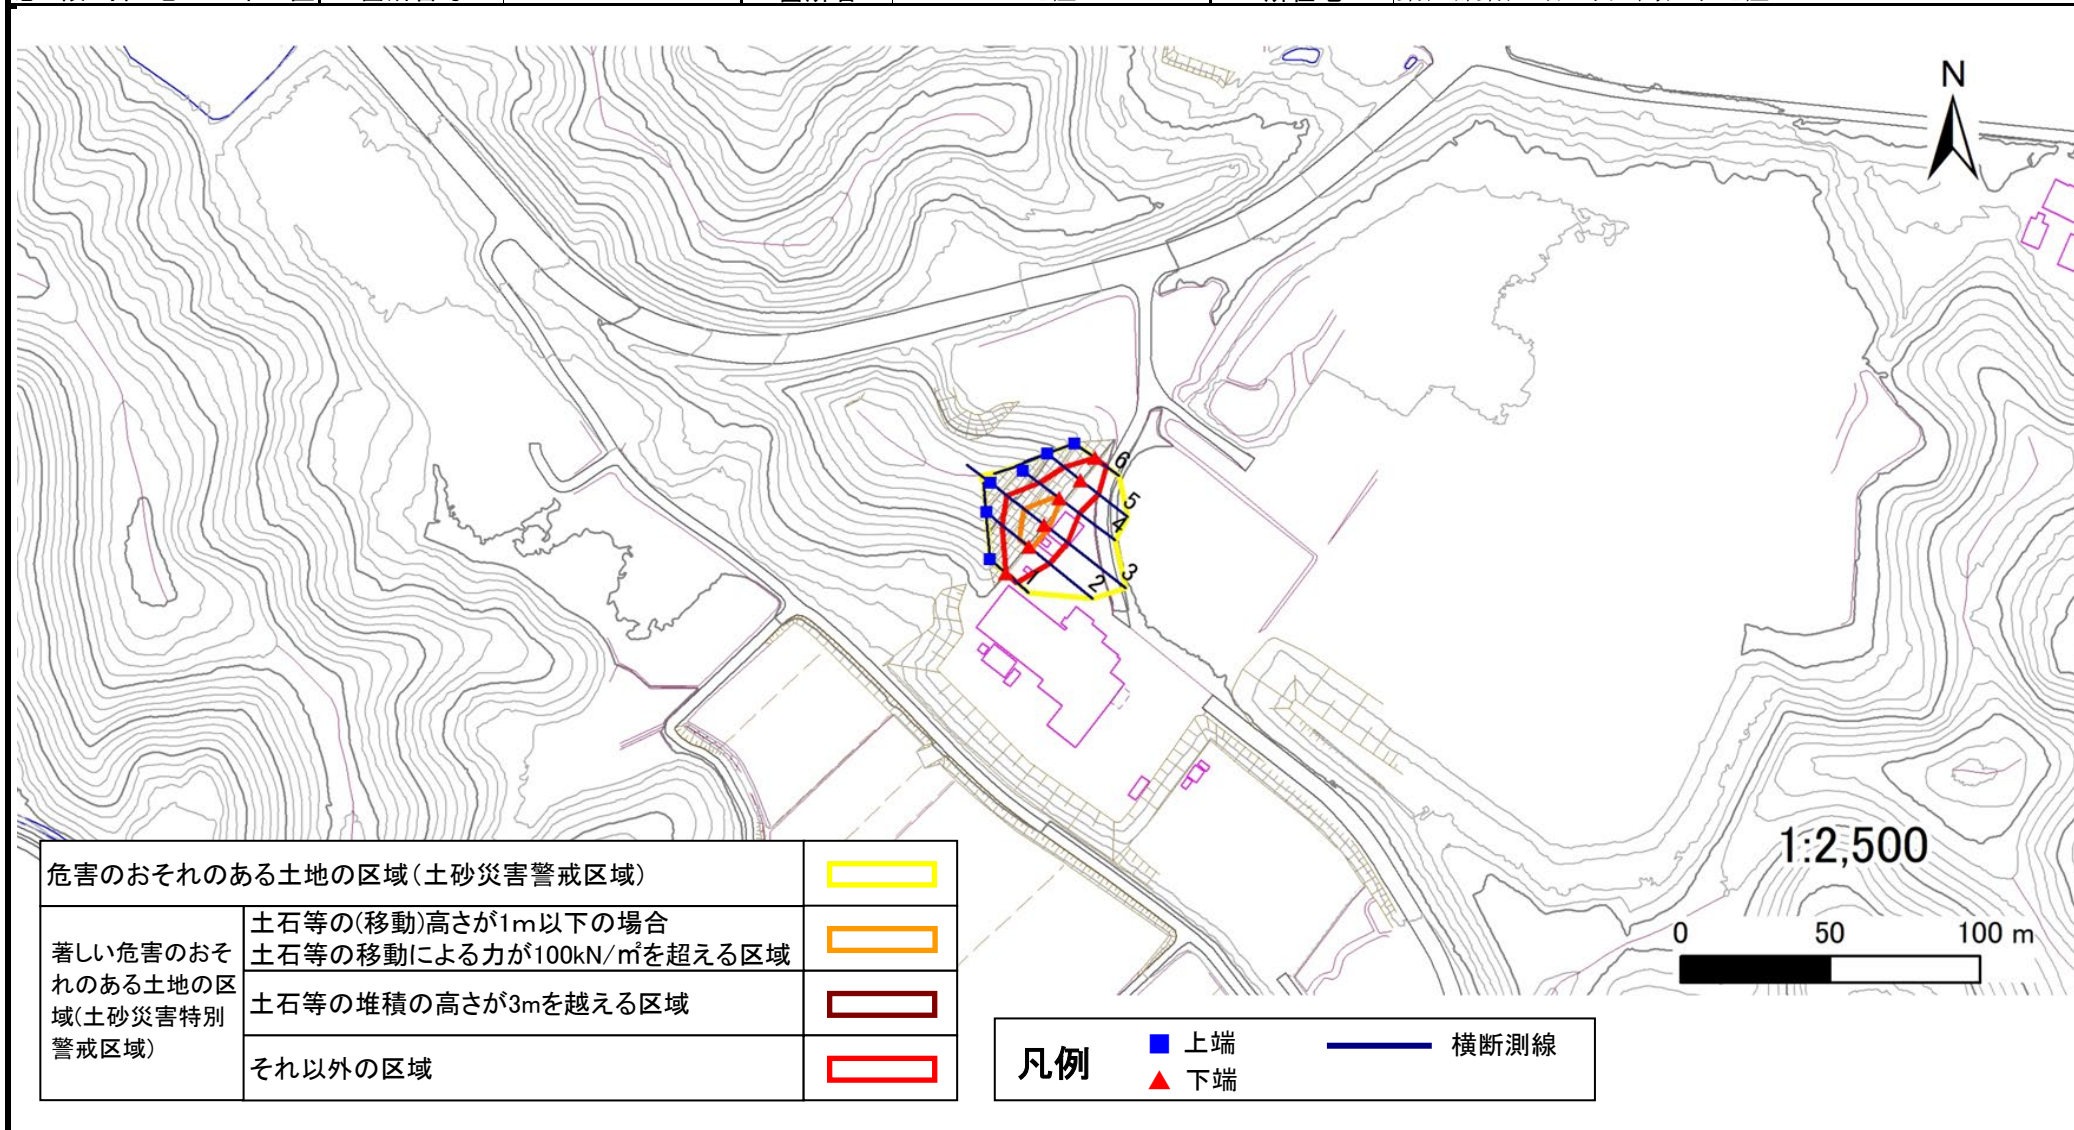 N
6
5
4
3
2
1
1:2,500
0 50 100 m
危害のおそれのある土地の区域(土砂災害警戒区域)
著しい危害のおそ
れのある土地の区
域(土砂災害特別
警戒区域)
土石等の(移動)高さが1m以下の場合
土石等の移動による力が100kN/㎡を超える区域
土石等の堆積の高さが3mを越える区域
それ以外の区域
凡例
上端
下端
横断測線